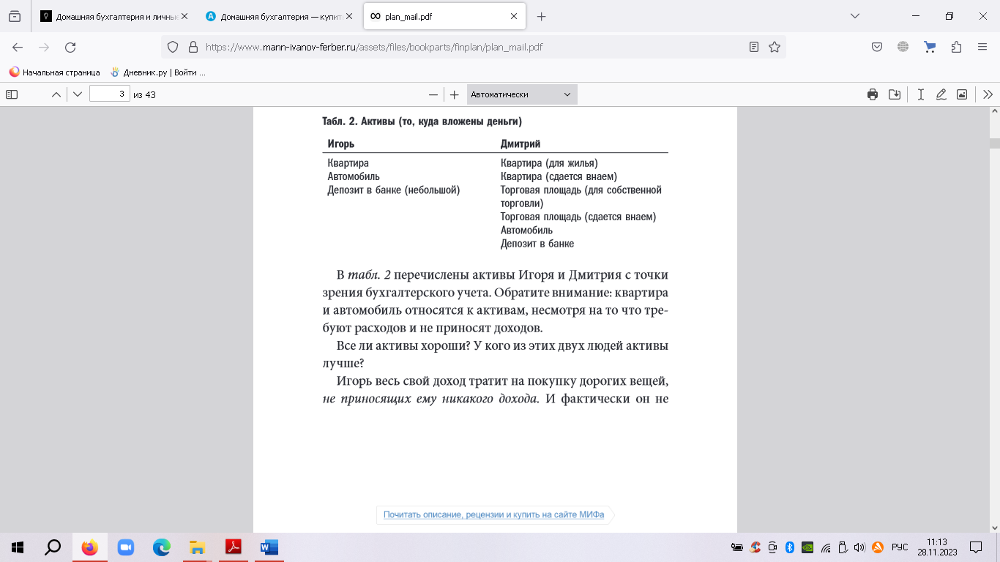 Домашняя бухгалтерия и личны
Домашняя бухгалтерия — купит
plan_mail.pdf
https://www.mann-ivanov-ferber.ru/assets/files/bookparts/finplan/plan_mail.pdf
Начальная страница
Дневник.ру | Войти ...
3 из 43
Автоматически
Табл. 2. Активы (то, куда вложены деньги)
Игорь Дмитрий
Квартира Квартира (для жилья)
Автомобиль Квартира (сдается внаем)
Депозит в банке (небольшой) Торговая площадь (для собственной
торговли)
Торговая площадь (сдается внаем)
Автомобиль
Депозит в банке
В табл. 2 перечислены активы Игоря и Дмитрия с точки
зрения бухгалтерского учета. Обратите внимание: квартира
и автомобиль относятся к активам, несмотря на то что тре-
буют расходов и не приносят доходов.
Все ли активы хороши? У кого из этих двух людей активы
лучше?
Игорь весь свой доход тратит на покупку дорогих вещей,
не приносящих ему никакого дохода. И фактически он не
Почитать описание, рецензии и купить на сайте МИФа
РУС
11:13
28.11.2023